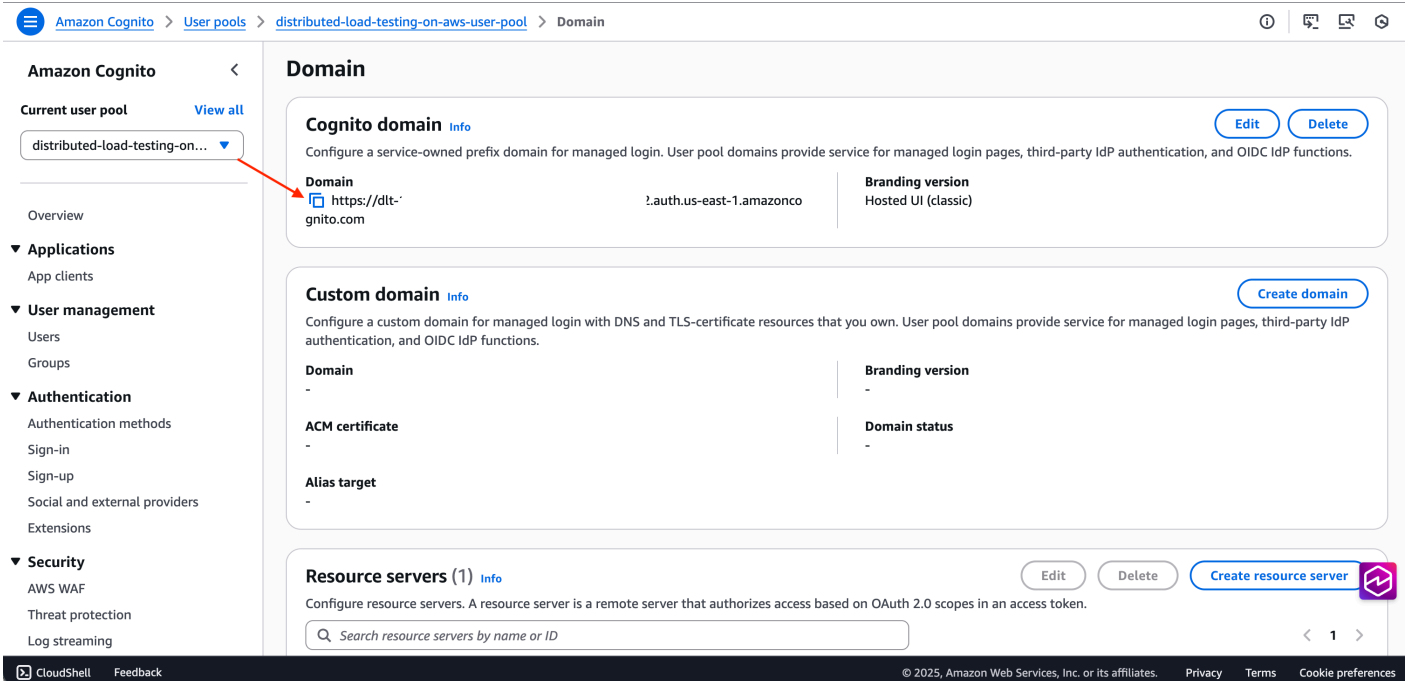 Amazon Cognito > User pools > distributed-load-testing-on-aws-user-pool > Domain
Amazon Cognito
Current user pool View all
distributed-load-testing-on...
Overview
Applications
App clients
User management
Users
Groups
Authentication
Authentication methods
Sign-in
Sign-up
Social and external providers
Extensions
Security
AWS WAF
Threat protection
Log streaming
Domain
Cognito domain Info Edit Delete
Configure a service-owned prefix domain for managed login. User pool domains provide service for managed login pages, third-party IdP authentication, and OIDC IdP functions.
Domain
https://dlt- .auth.us-east-1.amazonco
gnito.com
Branding version
Hosted UI (classic)
Custom domain Info Create domain
Configure a custom domain for managed login with DNS and TLS-certificate resources that you own. User pool domains provide service for managed login pages, third-party IdP
authentication, and OIDC IdP functions.
Domain
-
Branding version
-
ACM certificate
-
Domain status
-
Alias target
-
Resource servers (1) Info Edit Delete Create resource server
Configure resource servers. A resource server is a remote server that authorizes access based on OAuth 2.0 scopes in an access token.
Search resource servers by name or ID
< 1 >
CloudShell Feedback © 2025, Amazon Web Services, Inc. or its affiliates. Privacy Terms Cookie preferences